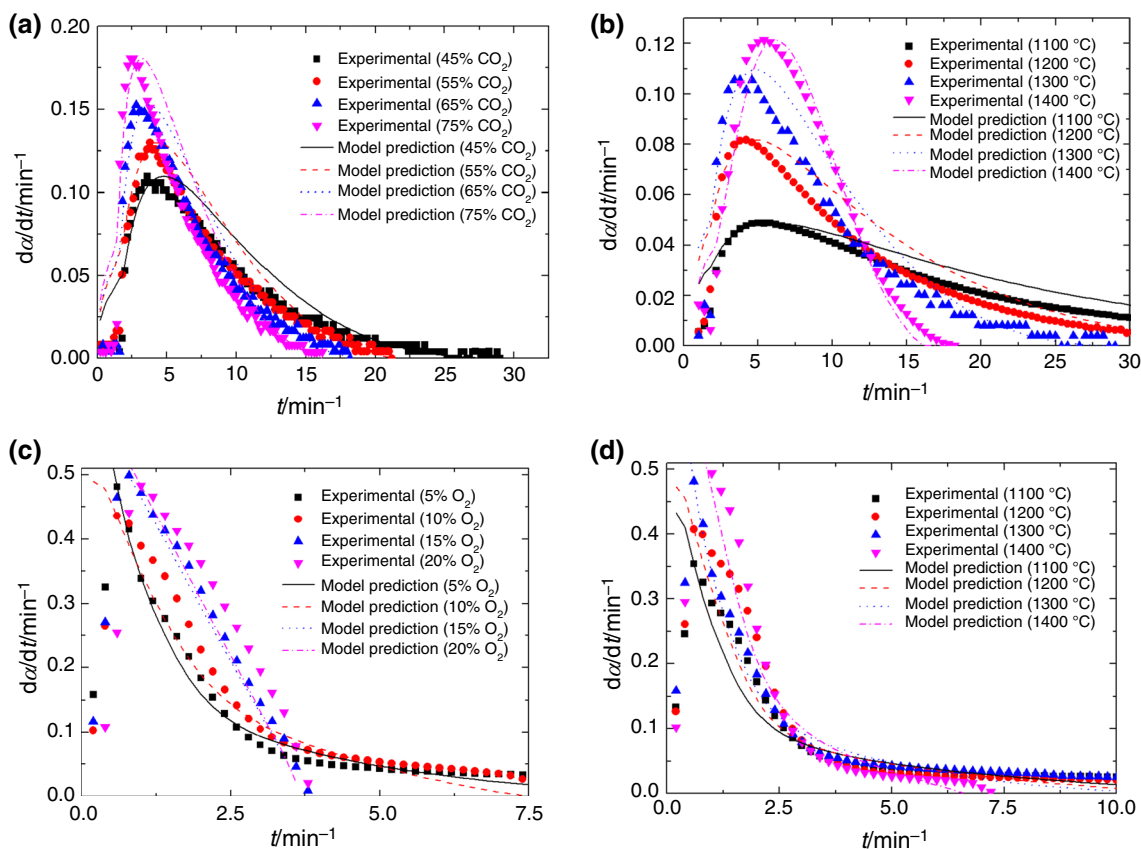 (a)
dα/dt/min⁻¹
0.20
0.15
0.10
0.05
0.00
0 5 10 15 20 25 30
t/min⁻¹
Experimental (45% CO₂)
Experimental (55% CO₂)
Experimental (65% CO₂)
Experimental (75% CO₂)
Model prediction (45% CO₂)
Model prediction (55% CO₂)
Model prediction (65% CO₂)
Model prediction (75% CO₂)
(b)
dα/dt/min⁻¹
0.12
0.10
0.08
0.06
0.04
0.02
0.00
0 5 10 15 20 25 30
t/min⁻¹
Experimental (1100 °C)
Experimental (1200 °C)
Experimental (1300 °C)
Experimental (1400 °C)
Model prediction (1100 °C)
Model prediction (1200 °C)
Model prediction (1300 °C)
Model prediction (1400 °C)
(c)
dα/dt/min⁻¹
0.5
0.4
0.3
0.2
0.1
0.0
0.0 2.5 5.0 7.5
t/min⁻¹
Experimental (5% O₂)
Experimental (10% O₂)
Experimental (15% O₂)
Experimental (20% O₂)
Model prediction (5% O₂)
Model prediction (10% O₂)
Model prediction (15% O₂)
Model prediction (20% O₂)
(d)
dα/dt/min⁻¹
0.5
0.4
0.3
0.2
0.1
0.0
0.0 2.5 5.0 7.5 10.0
t/min⁻¹
Experimental (1100 °C)
Experimental (1200 °C)
Experimental (1300 °C)
Experimental (1400 °C)
Model prediction (1100 °C)
Model prediction (1200 °C)
Model prediction (1300 °C)
Model prediction (1400 °C)